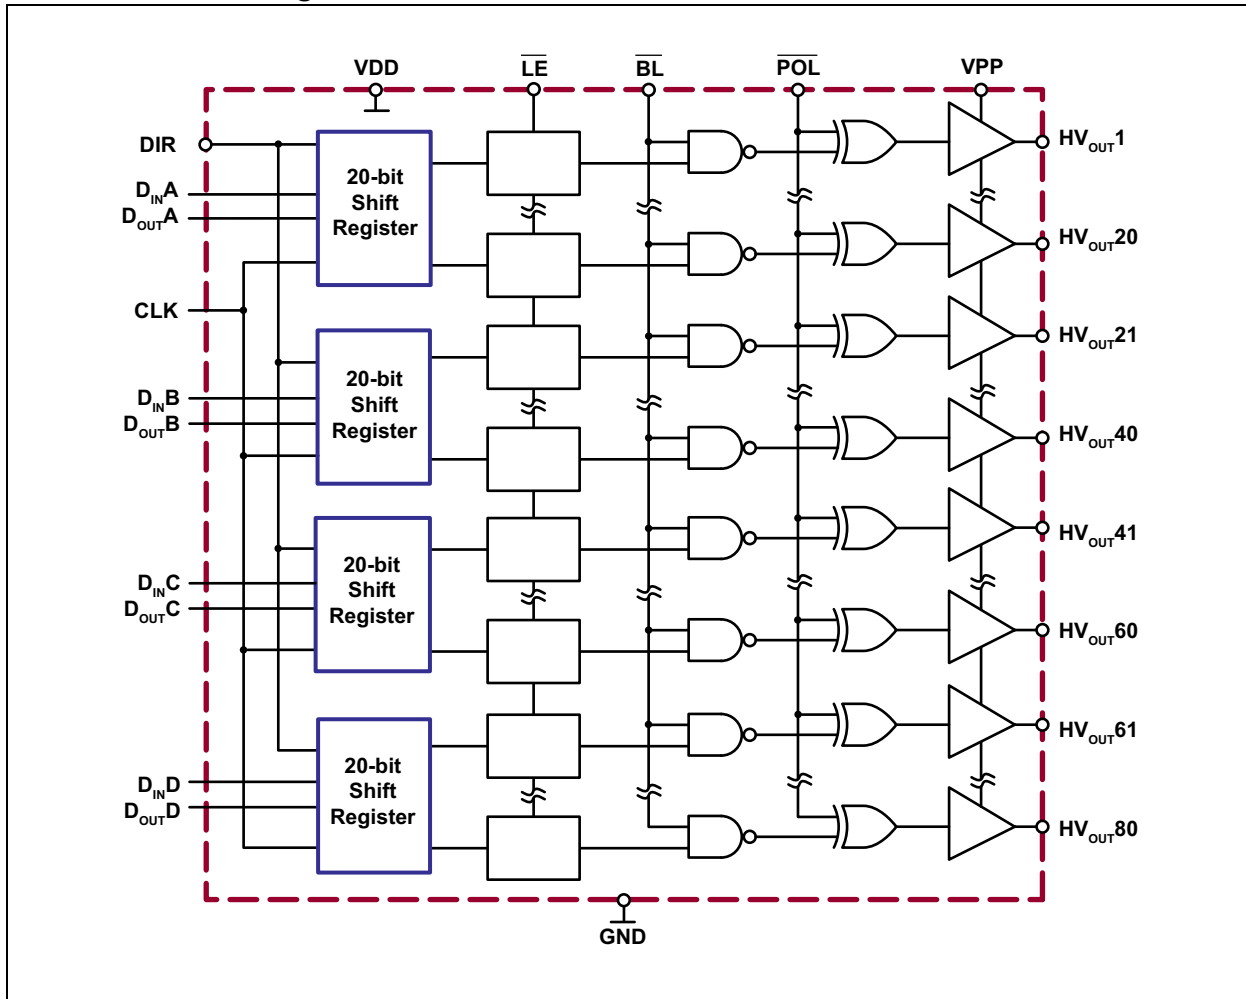 VDD LE BL POL VPP
DIR
20-bit
Shift
Register
HVOUT1
DINA
DOUTA
HVOUT20
CLK
HVOUT21
20-bit
Shift
Register
DINB
DOUTB
HVOUT40
20-bit
Shift
Register
HVOUT41
DINC
DOUTC
HVOUT60
20-bit
Shift
Register
HVOUT61
DIND
DOUTD
HVOUT80
GND